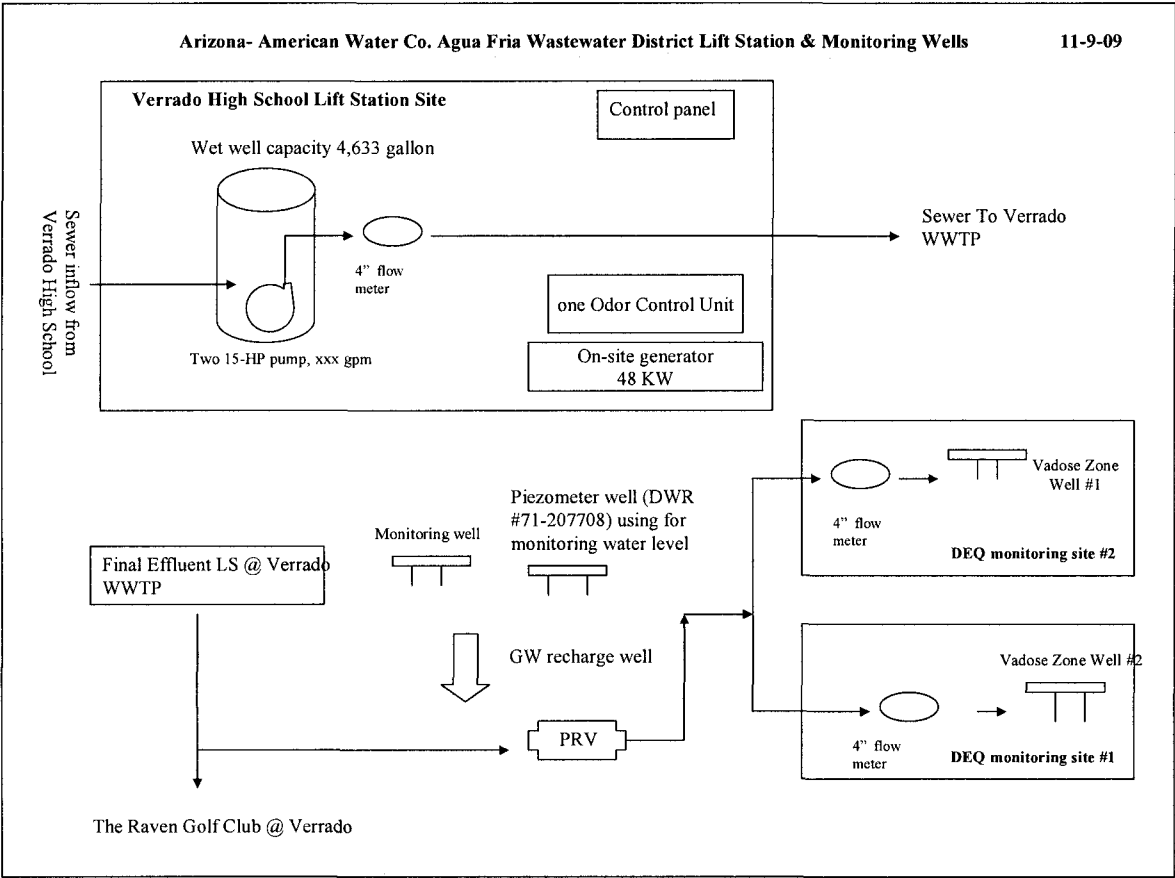 Arizona- American Water Co. Agua Fria Wastewater District Lift Station & Monitoring Wells 11-9-09
Verrado High School Lift Station Site
Control panel
Wet well capacity 4,633 gallon
Sewer inflow from
Verrado High School
4” flow
meter
Sewer To Verrado
WWTP
one Odor Control Unit
Two 15-HP pump, xxx gpm
On-site generator
48 KW
Vadose Zone
Well #1
4” flow
meter
DEQ monitoring site #2
Piezometer well (DWR
#71-207708) using for
monitoring water level
Monitoring well
Final Effluent LS @ Verrado
WWTP
GW recharge well
Vadose Zone Well #2
PRV
4” flow
meter
DEQ monitoring site #1
The Raven Golf Club @ Verrado